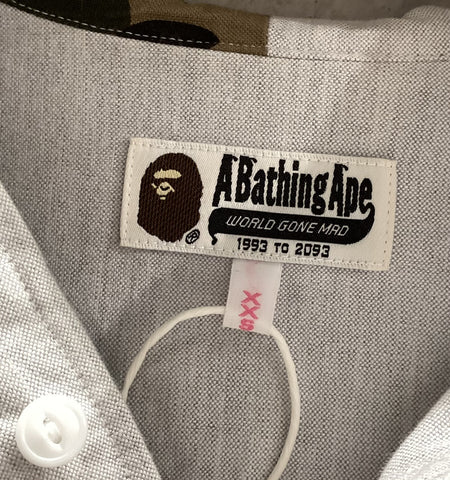 A Bathing Ape
WORLD GONE MAD
1993 TO 2093
XXS